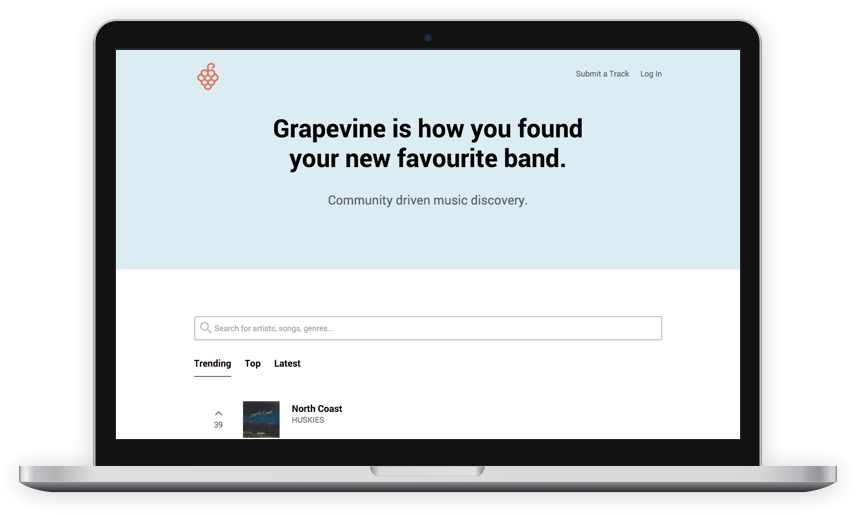 Submit a Track Log In
Grapevine is how you found
your new favourite band.
Community driven music discovery.
Search for artists, songs, genres...
Trending Top Latest
North Coast
39
HUSKIES